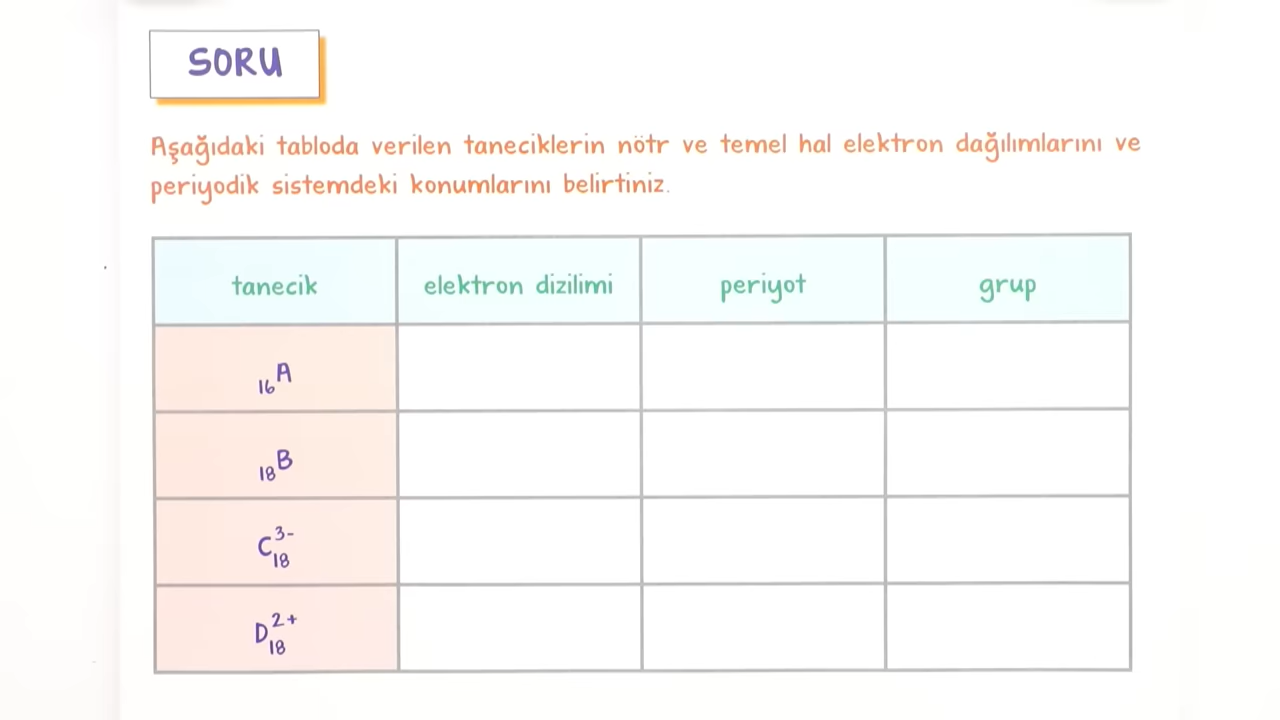 SORU
Aşağıdaki tabloda verilen taneciklerin nötr ve temel hal elektron dağılımlarını ve
periyodik sistemdeki konumlarını belirtiniz.
tanecik elektron dizilimi periyot grup
₁₆A
₁₈B
C³⁻₁₈
D²⁺₁₈